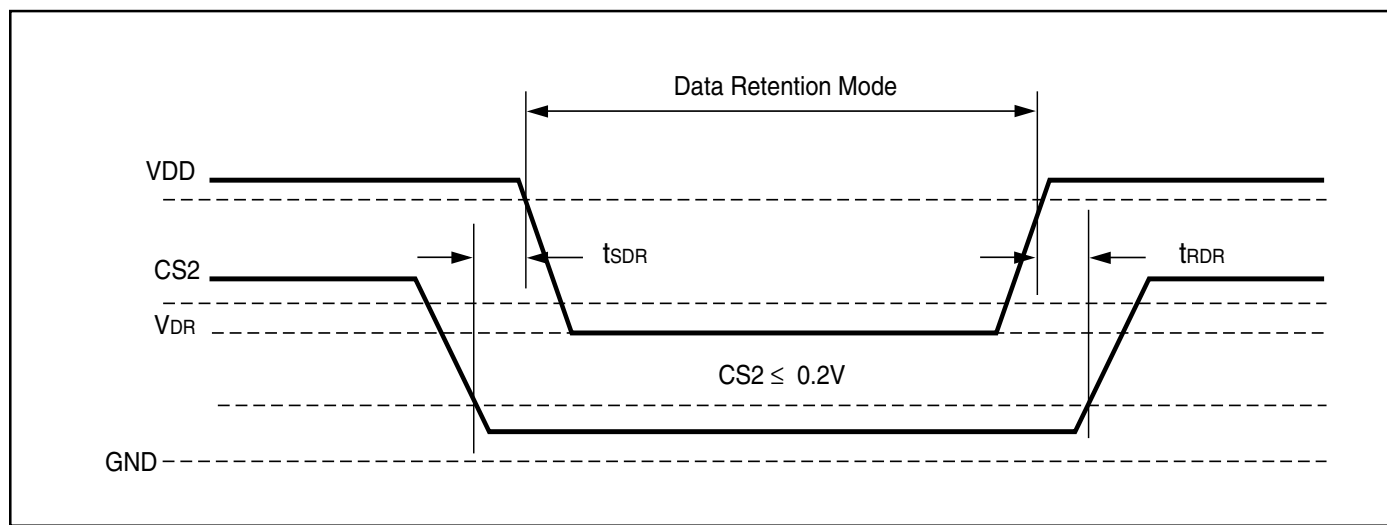 Data Retention Mode
VDD
tSDR
tRDR
CS2
VDR
CS2 ≤ 0.2V
GND